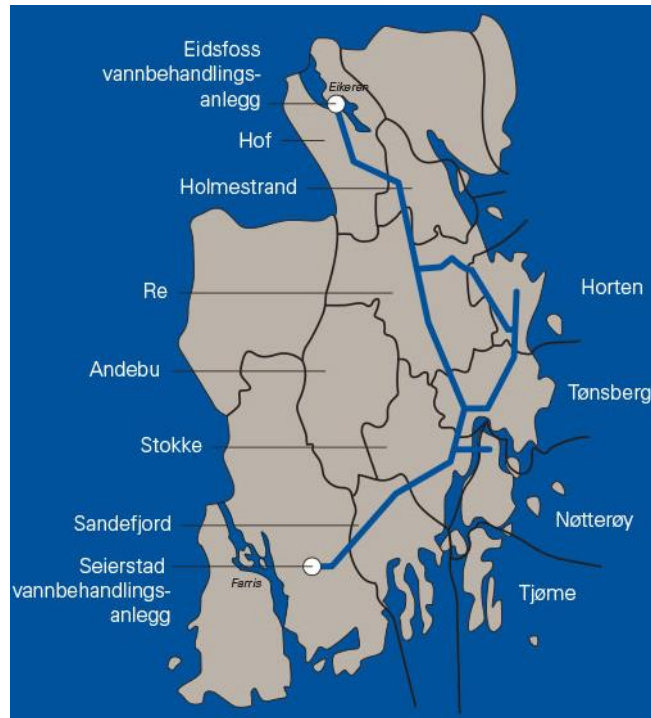 Eidsfoss
vannbehandlings-
anlegg
Eikeren
Hof
Holmestrand
Re
Horten
Andebu
Tønsberg
Stokke
Sandefjord
Nøtterøy
Seierstad
vannbehandlings-
anlegg
Farris
Tjøme